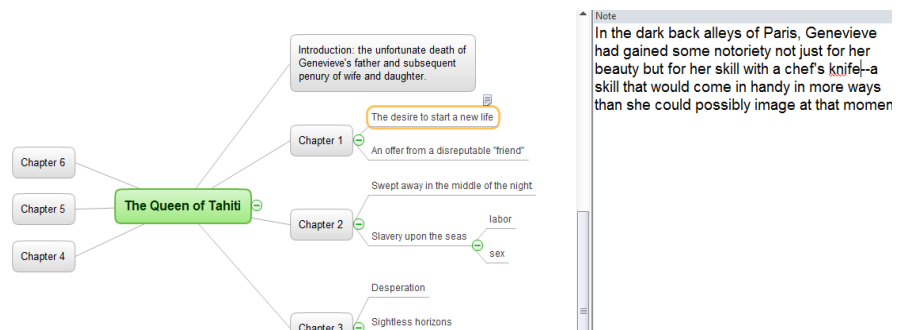 Note
In the dark back alleys of Paris, Genevieve
had gained some notoriety not just for her
beauty but for her skill with a chef's knife--a
skill that would come in handy in more ways
than she could possibly image at that momen
Introduction: the unfortunate death of
Genevieve's father and subsequent
penury of wife and daughter.
The desire to start a new life
Chapter 1
An offer from a disreputable "friend"
Chapter 6
Swept away in the middle of the night
The Queen of Tahiti
Chapter 5
Chapter 2
labor
Slavery upon the seas
sex
Chapter 4
Desperation
Sightless horizons
Chapter 3